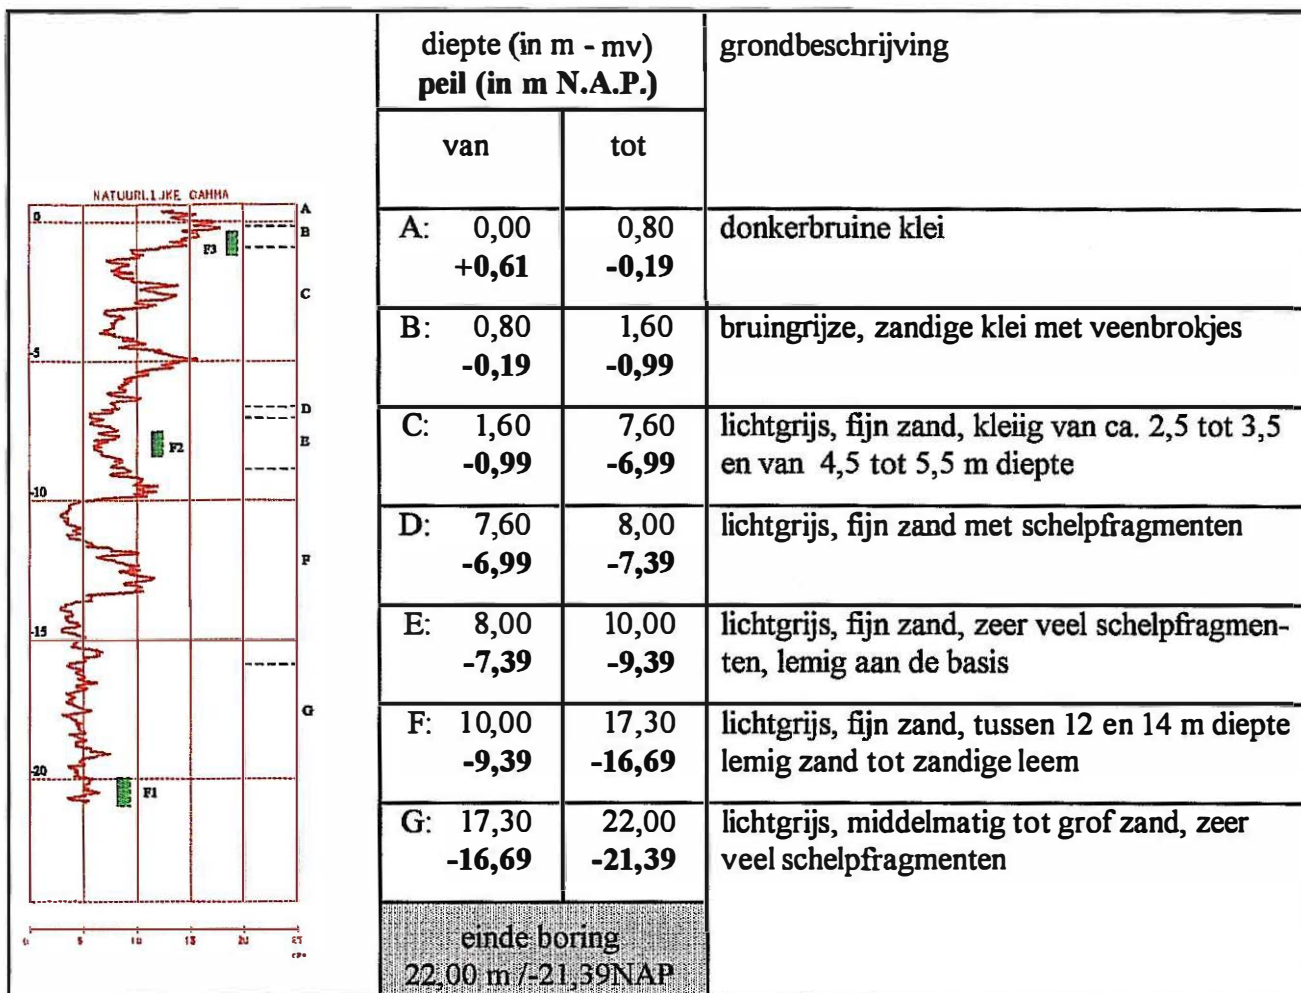 diepte (in m - mv)
peil (in m N.A.P.)
grondbeschrijving
van tot
A: 0,00 0,80 donkerbruine klei
+0,61 -0,19
B: 0,80 1,60 bruingrijze, zandige klei met veenbrokjes
-0,19 -0,99
C: 1,60 7,60 lichtgrijs, fijn zand, kleiig van ca. 2,5 tot 3,5
-0,99 -6,99 en van 4,5 tot 5,5 m diepte
D: 7,60 8,00 lichtgrijs, fijn zand met schelpfragmenten
-6,99 -7,39
E: 8,00 10,00 lichtgrijs, fijn zand, zeer veel schelpfragmen-
-7,39 -9,39 ten, lemig aan de basis
F: 10,00 17,30 lichtgrijs, fijn zand, tussen 12 en 14 m diepte
-9,39 -16,69 lemig zand tot zandige leem
G: 17,30 22,00 lichtgrijs, middelmatig tot grof zand, zeer
-16,69 -21,39 veel schelpfragmenten
einde boring
22,00 m /-21,39NAP
NATUURLIJKE GAMMA
A
0
B
F3
C
-5
D
E
F2
-10
F
-15
G
-20
F1
0 5 10 15 20